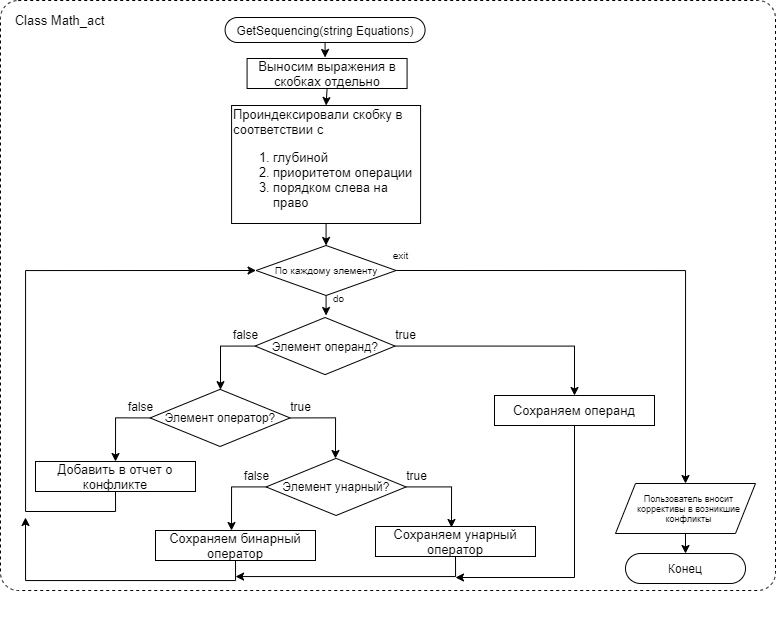 Class Math_act
GetSequencing(string Equations)
Выносим выражения в
скобках отдельно
Проиндексировали скобку в
соответствии с
1. глубиной
2. приоритетом операции
3. порядком слева на
право
exit
По каждому элементу
do
false
true
Элемент операнд?
false
true
Элемент оператор?
Сохраняем операнд
Добавить в отчет о
конфликте
false
true
Элемент унарный?
Пользователь вносит
коррективы в возникшие
конфликты
Сохраняем бинарный
оператор
Сохраняем унарный
оператор
Конец